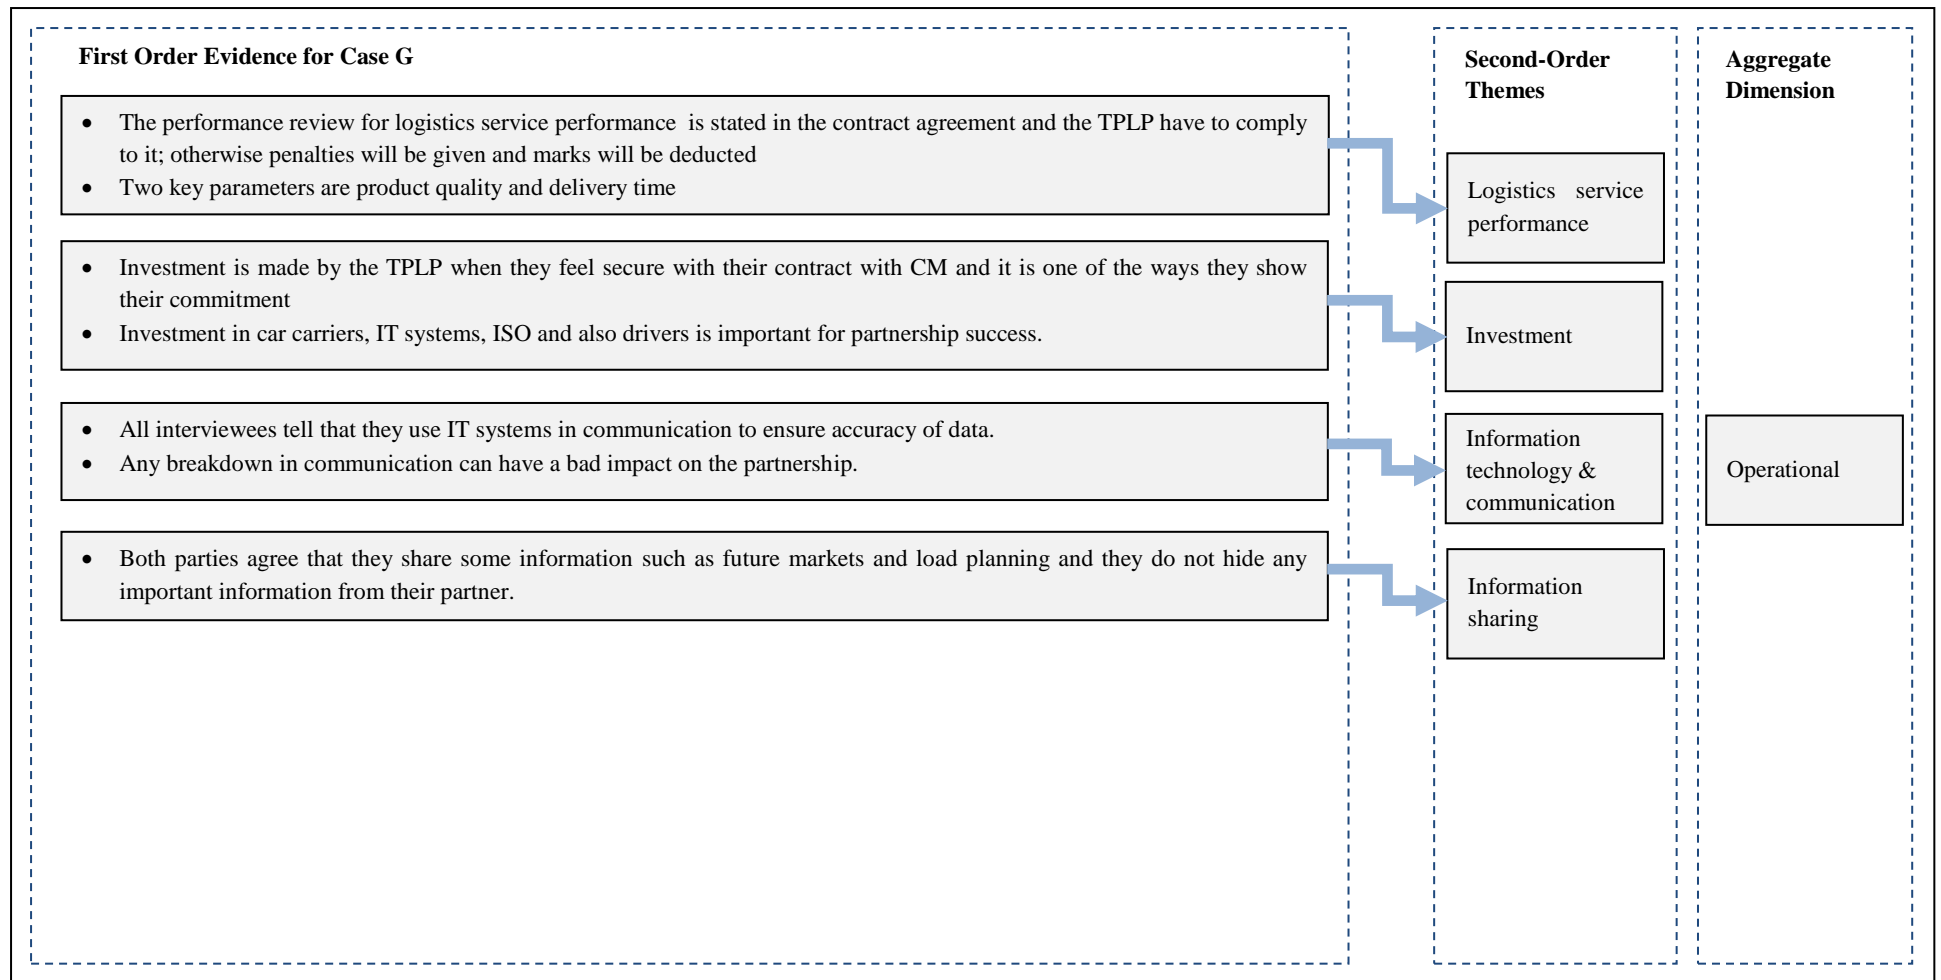 First Order Evidence for Case G
• The performance review for logistics service performance is stated in the contract agreement and the TPLP have to comply
to it; otherwise penalties will be given and marks will be deducted
• Two key parameters are product quality and delivery time
• Investment is made by the TPLP when they feel secure with their contract with CM and it is one of the ways they show
their commitment
• Investment in car carriers, IT systems, ISO and also drivers is important for partnership success.
• All interviewees tell that they use IT systems in communication to ensure accuracy of data.
• Any breakdown in communication can have a bad impact on the partnership.
• Both parties agree that they share some information such as future markets and load planning and they do not hide any
important information from their partner.
Second-Order
Themes
Logistics service
performance
Investment
Information
technology &
communication
Information
sharing
Aggregate
Dimension
Operational